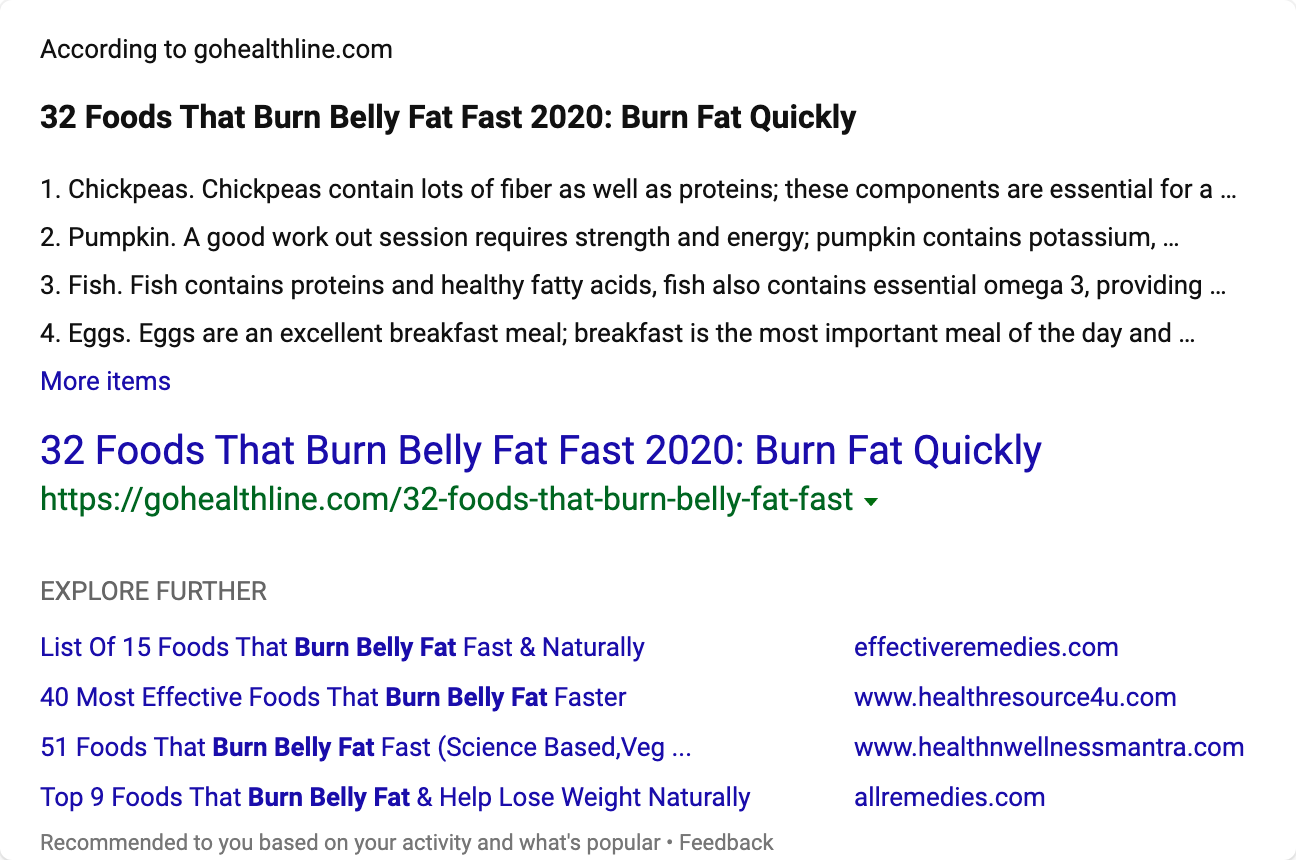 According to gohealthline.com
32 Foods That Burn Belly Fat Fast 2020: Burn Fat Quickly
1. Chickpeas. Chickpeas contain lots of fiber as well as proteins; these components are essential for a ...
2. Pumpkin. A good work out session requires strength and energy; pumpkin contains potassium, ...
3. Fish. Fish contains proteins and healthy fatty acids, fish also contains essential omega 3, providing ...
4. Eggs. Eggs are an excellent breakfast meal; breakfast is the most important meal of the day and ...
More items
32 Foods That Burn Belly Fat Fast 2020: Burn Fat Quickly
https://gohealthline.com/32-foods-that-burn-belly-fat-fast
EXPLORE FURTHER
List Of 15 Foods That Burn Belly Fat Fast & Naturally effectiveremedies.com
40 Most Effective Foods That Burn Belly Fat Faster www.healthresource4u.com
51 Foods That Burn Belly Fat Fast (Science Based,Veg ... www.healthnwellnessmantra.com
Top 9 Foods That Burn Belly Fat & Help Lose Weight Naturally allremedies.com
Recommended to you based on your activity and what's popular • Feedback